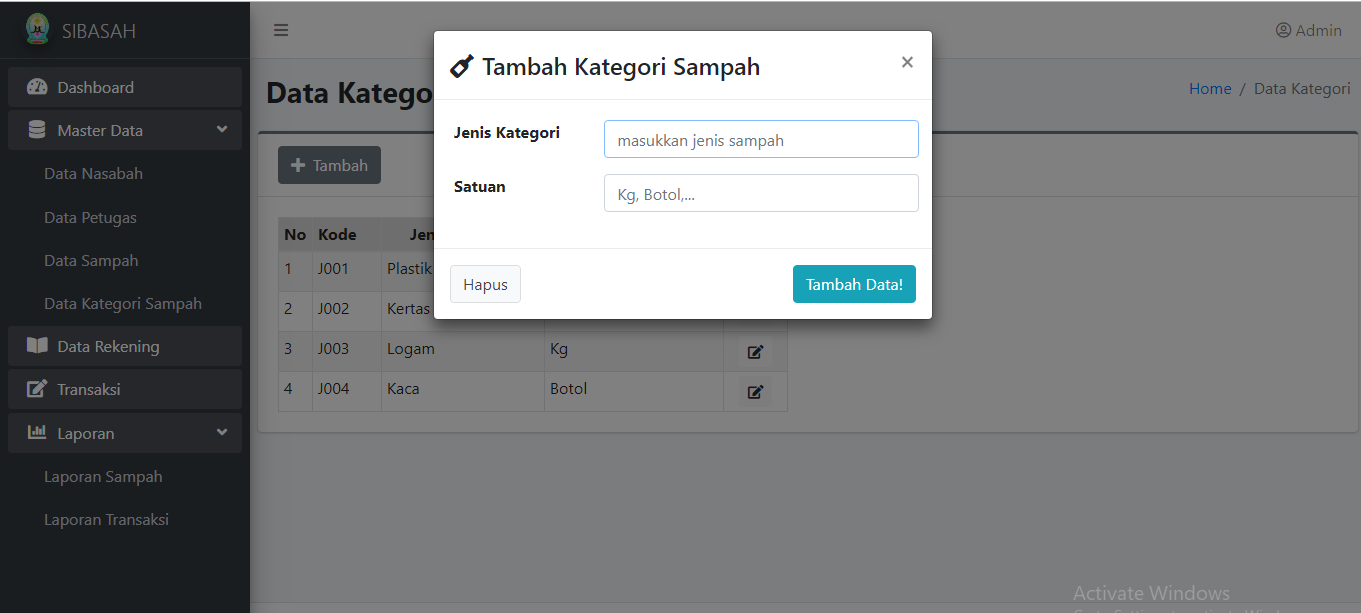 SIBASAH
Admin
Dashboard
Master Data
Data Nasabah
Data Petugas
Data Sampah
Data Kategori Sampah
Data Rekening
Transaksi
Laporan
Laporan Sampah
Laporan Transaksi
Data Katego
Home / Data Kategori
Tambah
No Kode Jen
1 J001 Plastik
2 J002 Kertas
3 J003 Logam Kg
4 J004 Kaca Botol
Tambah Kategori Sampah ×
Jenis Kategori masukkan jenis sampah
Satuan Kg, Botol,...
Hapus Tambah Data!
Activate Windows